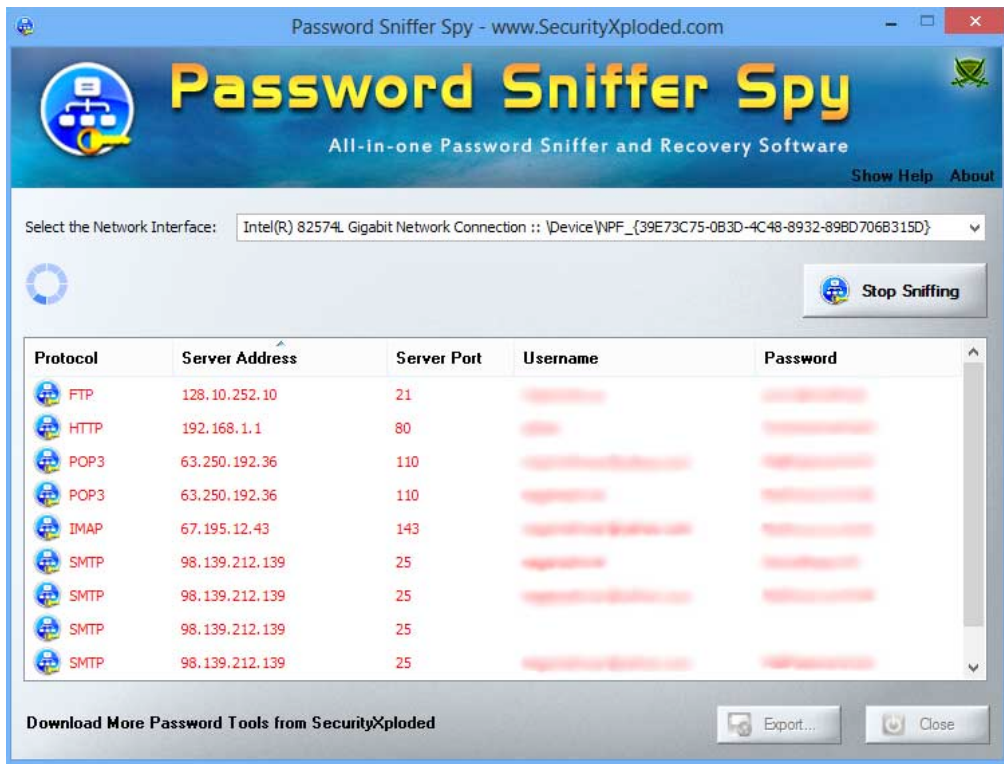 Password Sniffer Spy - www.SecurityXploded.com
Password Sniffer Spy
All-in-one Password Sniffer and Recovery Software
Show Help About
Select the Network Interface: Intel(R) 82574L Gigabit Network Connection :: \Device\NPF_{39E73C75-0B3D-4C48-8932-89BD706B315D}
Stop Sniffing
Protocol Server Address Server Port Username Password
FTP 128.10.252.10 21
HTTP 192.168.1.1 80
POP3 63.250.192.36 110
POP3 63.250.192.36 110
IMAP 67.195.12.43 143
SMTP 98.139.212.139 25
SMTP 98.139.212.139 25
SMTP 98.139.212.139 25
SMTP 98.139.212.139 25
Download More Password Tools from SecurityXploded
Export...
Close